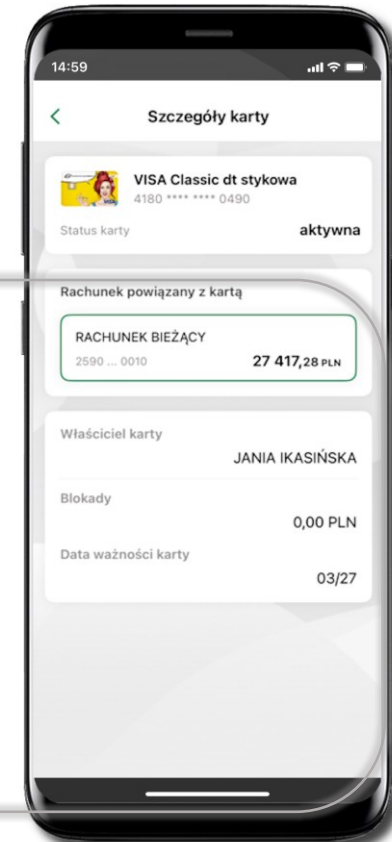 14:59
Szczegóły karty
VISA Classic dt stykowa
4180 **** **** 0490
Status karty aktywna
Rachunek powiązany z kartą
RACHUNEK BIEŻĄCY
2590 ... 0010 27 417,28 PLN
Właściciel karty
JANIA IKASIŃSKA
Blokady
0,00 PLN
Data ważności karty
03/27